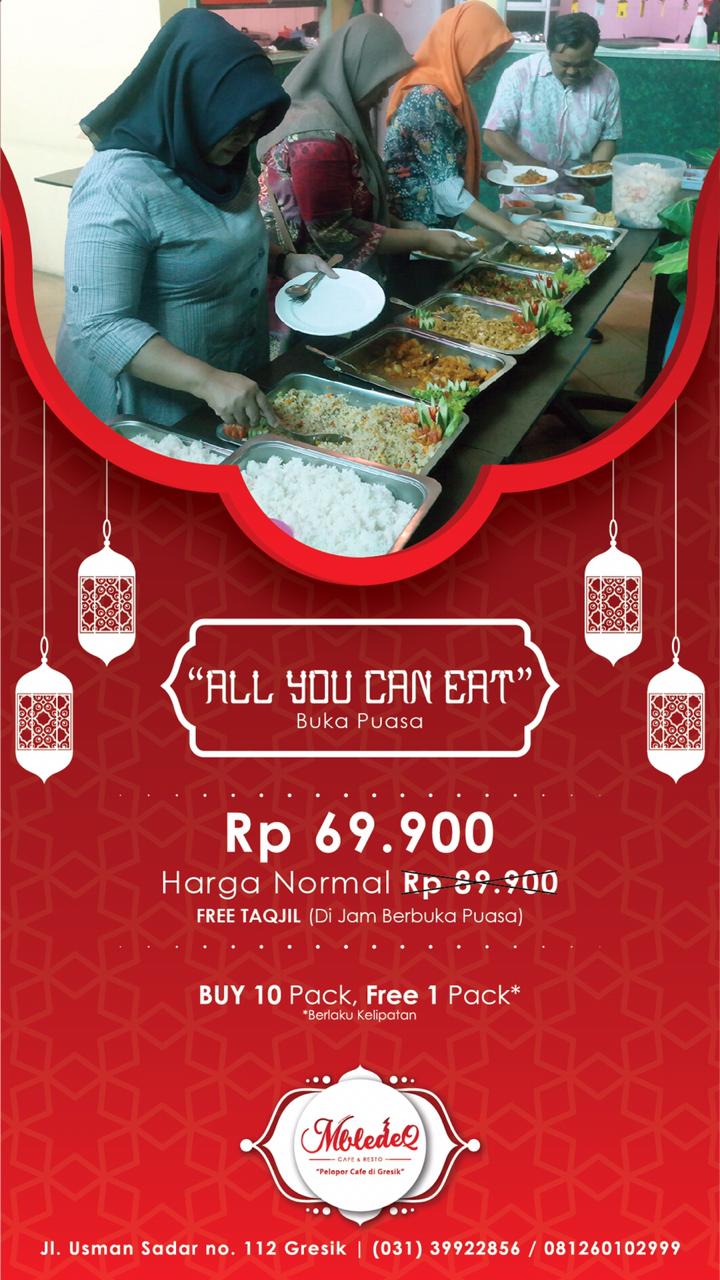 “ALL YOU CAN EAT”
Buka Puasa
Rp 69.900
Harga Normal Rp 89.900
FREE TAQJIL (Di Jam Berbuka Puasa)
BUY 10 Pack, Free 1 Pack*
*Berlaku Kelipatan
MbledeQ
CAFE & RESTO
“Pelopor Cafe di Gresik”
Jl. Usman Sadar no. 112 Gresik | (031) 39922856 / 081260102999